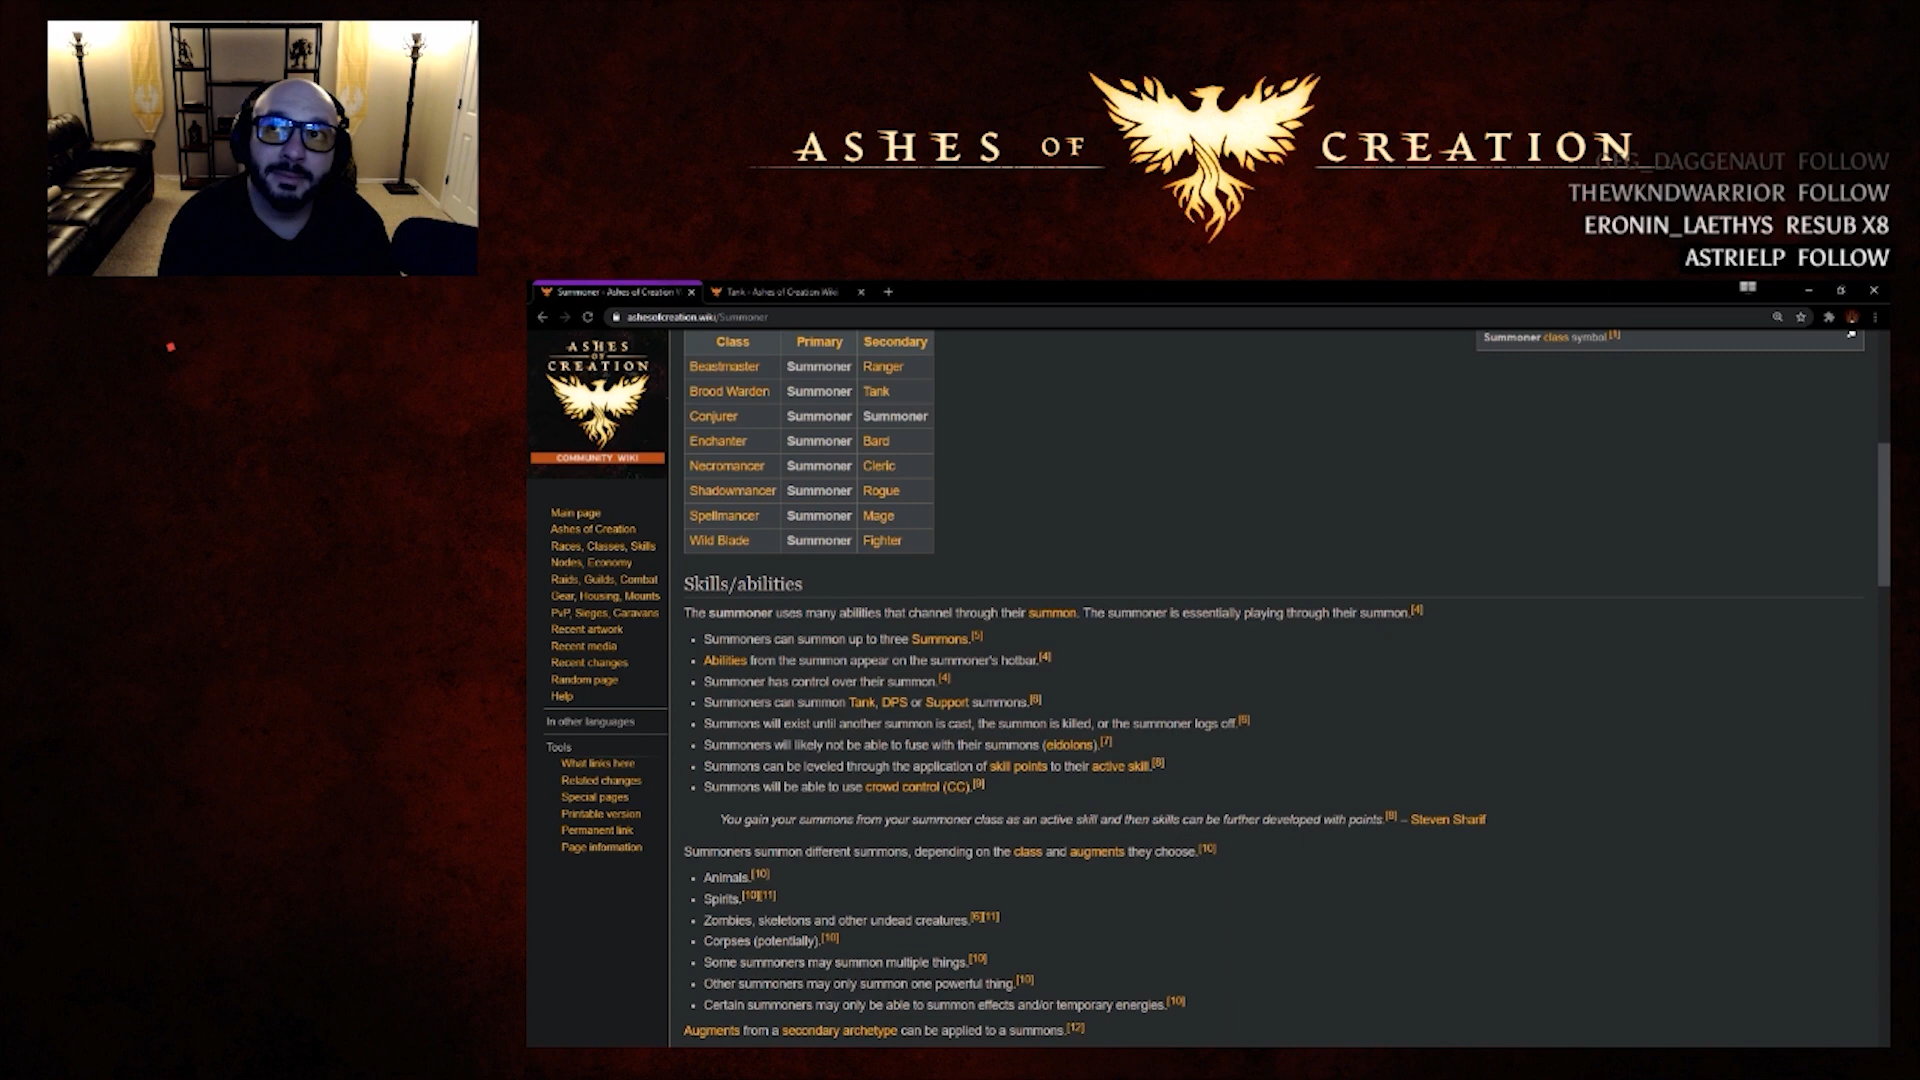 ASHES OF CREATION
_DAGGENAUT FOLLOW
THEWKNDWARRIOR FOLLOW
ERONIN_LAETHYS RESUB X8
ASTRIELP FOLLOW
Summoner - Ashes of Creation W
Tank - Ashes of Creation Wiki
ashesofcreation.wiki/Summoner
ASHES
OF
CREATION
COMMUNITY WIKI
Main page
Ashes of Creation
Races, Classes, Skills
Nodes, Economy
Raids, Guilds, Combat
Gear, Housing, Mounts
PvP, Sieges, Caravans
Recent artwork
Recent media
Recent changes
Random page
Help
In other languages
Tools
What links here
Related changes
Special pages
Printable version
Permanent link
Page information
Summoner class symbol.[1]
Class Primary Secondary
Beastmaster Summoner Ranger
Brood Warden Summoner Tank
Conjurer Summoner Summoner
Enchanter Summoner Bard
Necromancer Summoner Cleric
Shadowmancer Summoner Rogue
Spellmancer Summoner Mage
Wild Blade Summoner Fighter
Skills/abilities
The summoner uses many abilities that channel through their summon. The summoner is essentially playing through their summon.[4]
• Summoners can summon up to three Summons.[5]
• Abilities from the summon appear on the summoner's hotbar.[4]
• Summoner has control over their summon.[4]
• Summoners can summon Tank, DPS or Support summons.[6]
• Summons will exist until another summon is cast, the summon is killed, or the summoner logs off.[6]
• Summoners will likely not be able to fuse with their summons (eidolons).[7]
• Summons can be leveled through the application of skill points to their active skill.[8]
• Summons will be able to use crowd control (CC).[9]
You gain your summons from your summoner class as an active skill and then skills can be further developed with points.[8] – Steven Sharif
Summoners summon different summons, depending on the class and augments they choose.[10]
• Animals.[10]
• Spirits.[10][11]
• Zombies, skeletons and other undead creatures.[6][11]
• Corpses (potentially).[10]
• Some summoners may summon multiple things.[10]
• Other summoners may only summon one powerful thing.[10]
• Certain summoners may only be able to summon effects and/or temporary energies.[10]
Augments from a secondary archetype can be applied to a summons.[12]